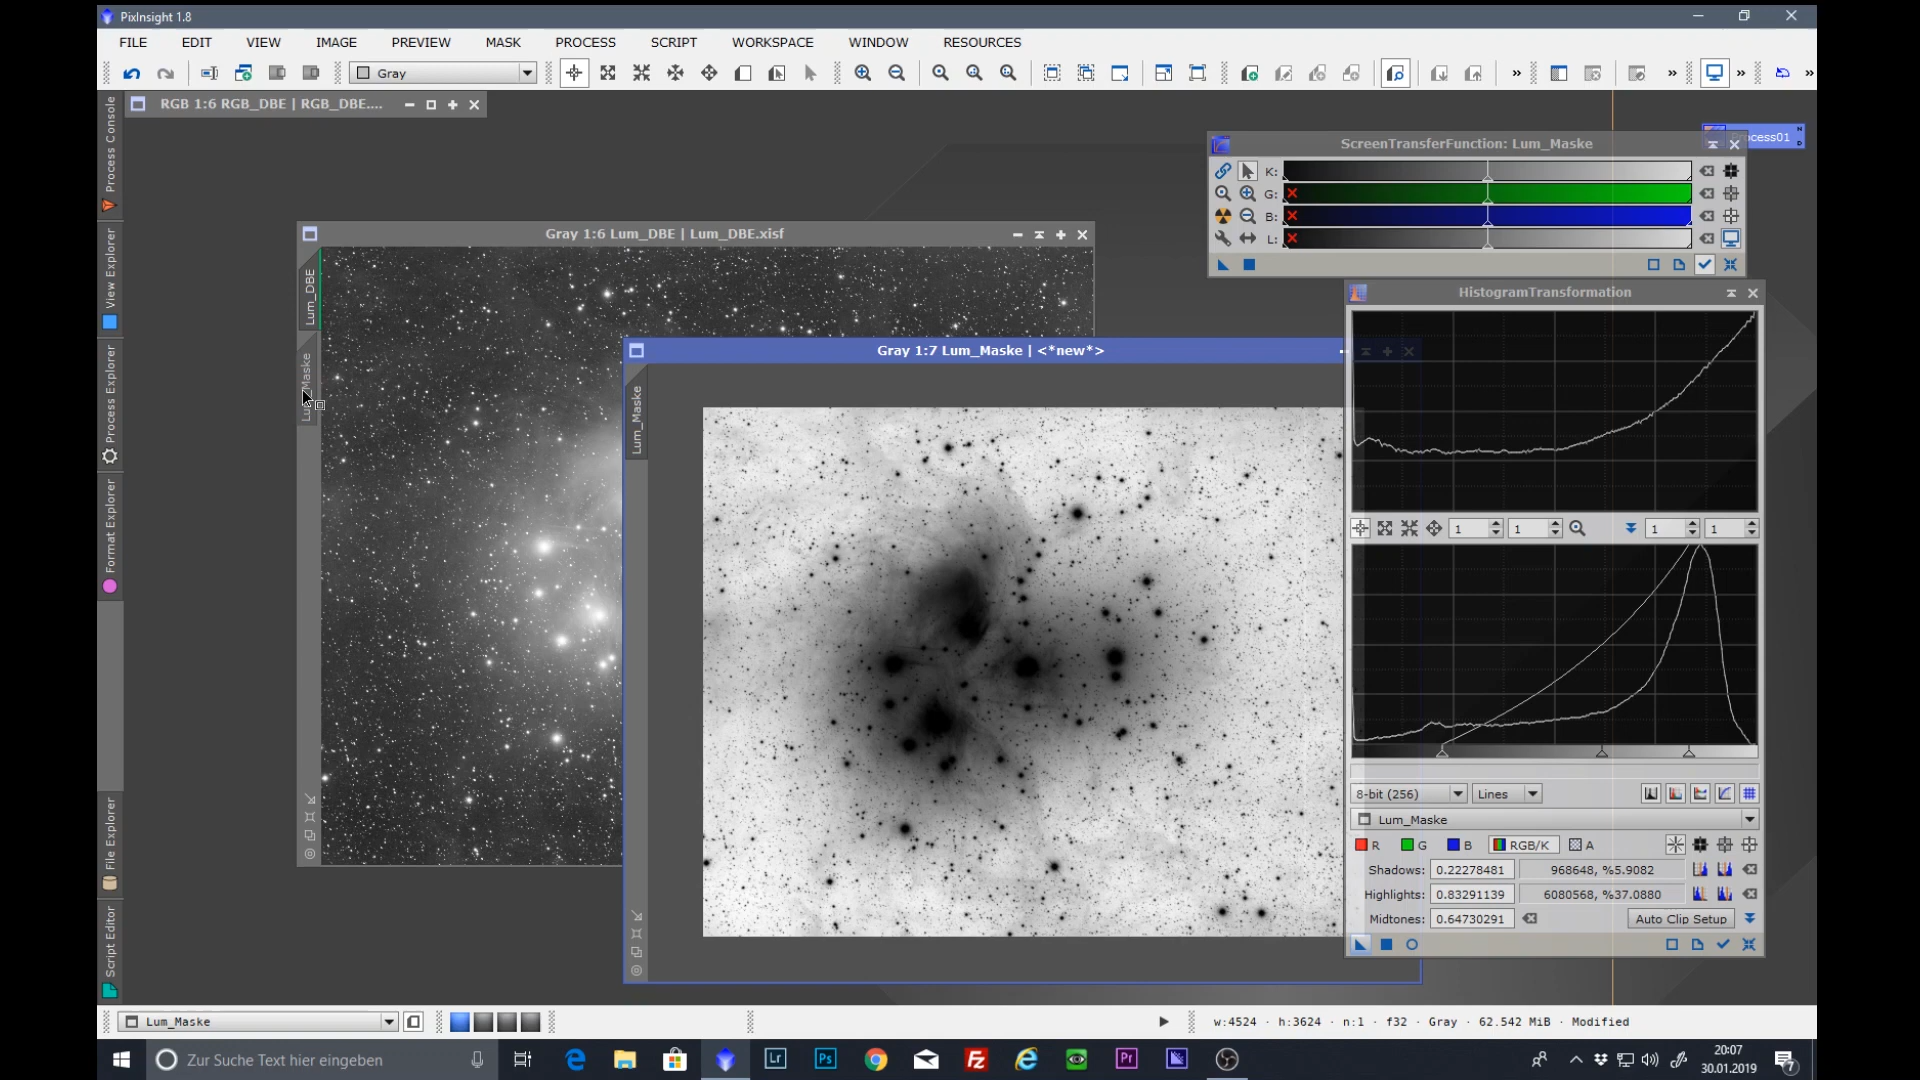 PixInsight 1.8
FILE EDIT VIEW IMAGE PREVIEW MASK PROCESS SCRIPT WORKSPACE WINDOW RESOURCES
Gray
RGB 1:6 RGB_DBE | RGB_DBE....
Process Console
View Explorer
Process Explorer
Format Explorer
File Explorer
Script Editor
ScreenTransferFunction: Lum_Maske
K:
G:
B:
L:
Gray 1:6 Lum_DBE | Lum_DBE.xisf
Lum_DBE
Gray 1:7 Lum_Maske | <*new*>
Lum_Maske
HistogramTransformation
1 1 1 1
8-bit (256) Lines
Lum_Maske
R G B RGB/K A
Shadows: 0.22278481 968648, %5.9082
Highlights: 0.83291139 6080568, %37.0880
Midtones: 0.64730291 Auto Clip Setup
Lum_Maske
w:4524 · h:3624 · n:1 · f32 · Gray · 62.542 MiB · Modified
Zur Suche Text hier eingeben
Lr Ps Pr
20:07
30.01.2019
7